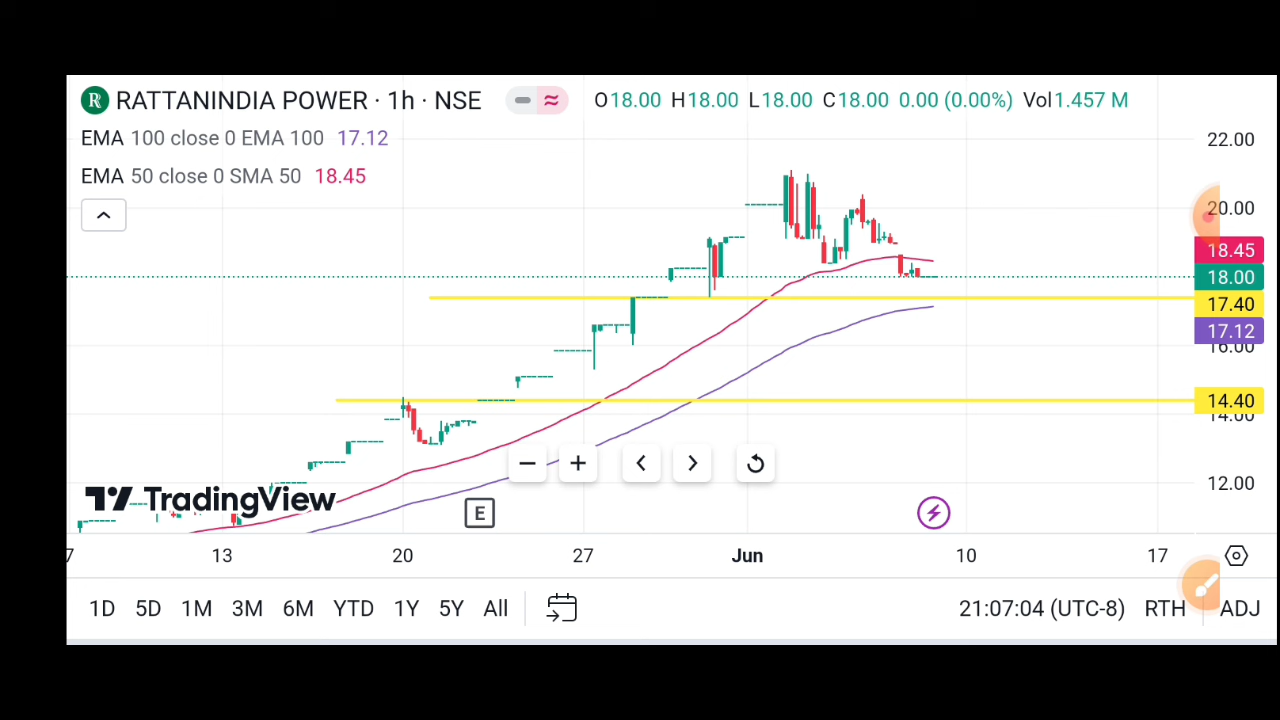 R RATTANINDIA POWER · 1h · NSE O18.00 H18.00 L18.00 C18.00 0.00 (0.00%) Vol1.457 M
EMA 100 close 0 EMA 100 17.12
EMA 50 close 0 SMA 50 18.45
22.00
20.00
18.45
18.00
17.40
17.12
16.00
14.40
14.00
12.00
TradingView
E
7 13 20 27 Jun 10 17
1D 5D 1M 3M 6M YTD 1Y 5Y All 21:07:04 (UTC-8) RTH ADJ